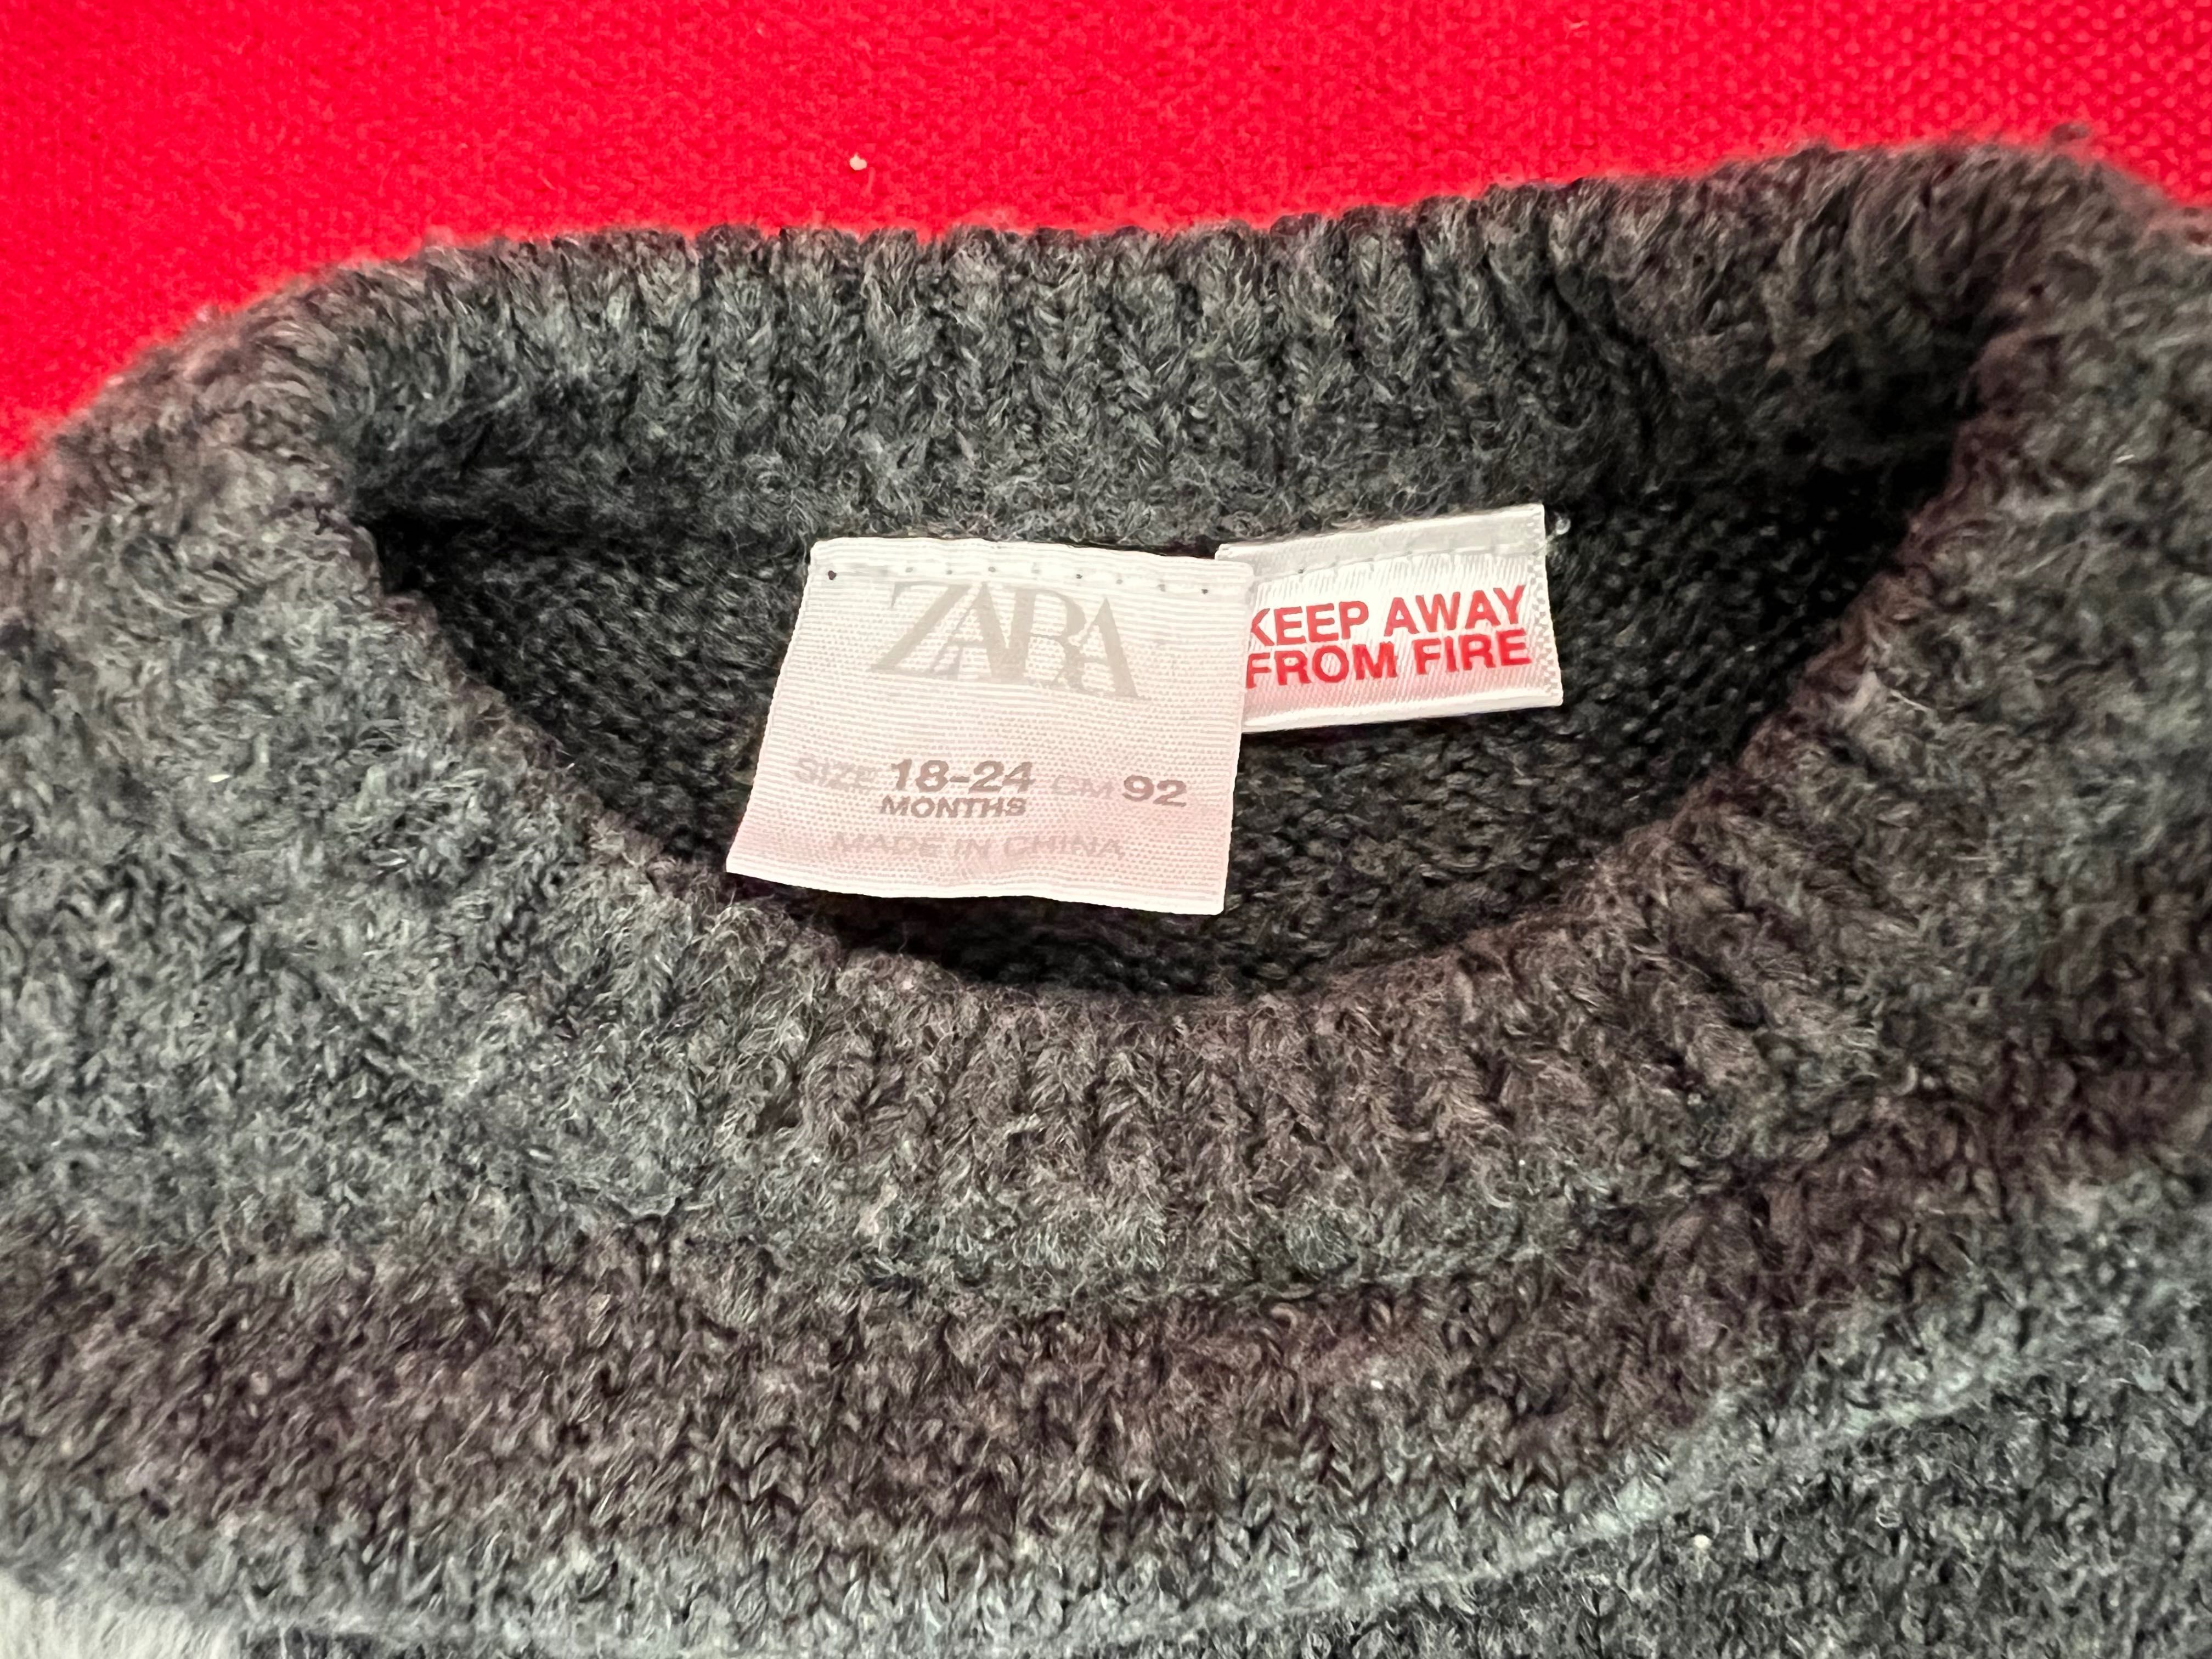 ZARA
SIZE 18-24 CM 92
MONTHS
MADE IN CHINA
KEEP AWAY
FROM FIRE